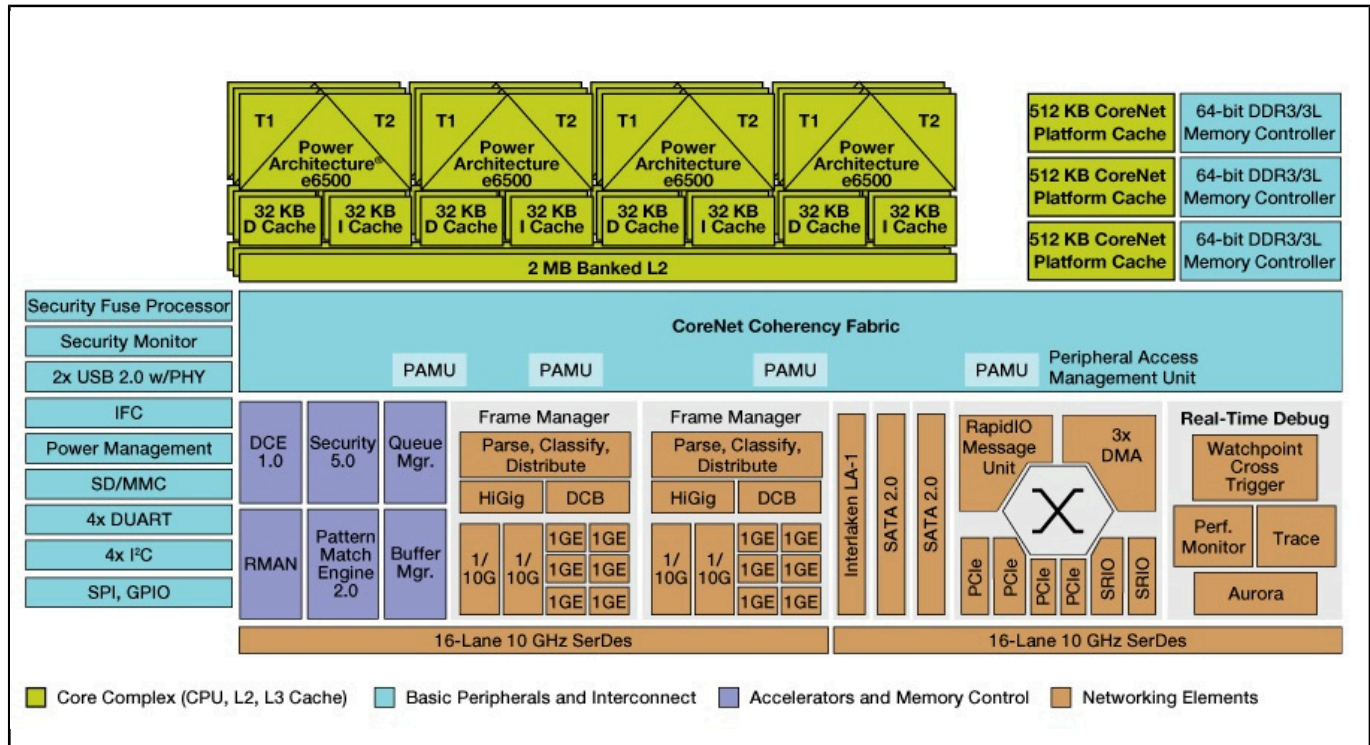 T1
T2
Power
Architecture®
e6500
T1
T2
Power
Architecture
e6500
T1
T2
Power
Architecture
e6500
T1
T2
Power
Architecture
e6500
32 KB
D Cache
32 KB
I Cache
32 KB
D Cache
32 KB
I Cache
32 KB
D Cache
32 KB
I Cache
32 KB
D Cache
32 KB
I Cache
2 MB Banked L2
512 KB CoreNet
Platform Cache
64-bit DDR3/3L
Memory Controller
512 KB CoreNet
Platform Cache
64-bit DDR3/3L
Memory Controller
512 KB CoreNet
Platform Cache
64-bit DDR3/3L
Memory Controller
Security Fuse Processor
Security Monitor
2x USB 2.0 w/PHY
IFC
Power Management
SD/MMC
4x DUART
4x I²C
SPI, GPIO
CoreNet Coherency Fabric
PAMU
PAMU
PAMU
PAMU
Peripheral Access
Management Unit
DCE
1.0
Security
5.0
Queue
Mgr.
RMAN
Pattern
Match
Engine
2.0
Buffer
Mgr.
Frame Manager
Parse, Classify,
Distribute
HiGig
DCB
1/
10G
1/
10G
1GE
1GE
1GE
1GE
1GE
1GE
Frame Manager
Parse, Classify,
Distribute
HiGig
DCB
1/
10G
1/
10G
1GE
1GE
1GE
1GE
1GE
1GE
Interlaken LA-1
SATA 2.0
SATA 2.0
RapidIO
Message
Unit
3x
DMA
PCIe
PCIe
PCIe
PCIe
SRIO
SRIO
Real-Time Debug
Watchpoint
Cross
Trigger
Perf.
Monitor
Trace
Aurora
16-Lane 10 GHz SerDes
16-Lane 10 GHz SerDes
Core Complex (CPU, L2, L3 Cache)
Basic Peripherals and Interconnect
Accelerators and Memory Control
Networking Elements